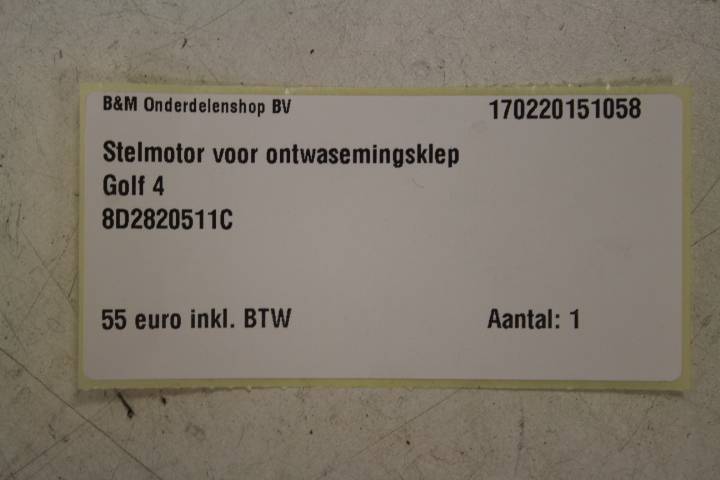 B&M Onderdelenshop BV 170220151058
Stelmotor voor ontwasemingsklep
Golf 4
8D2820511C
55 euro inkl. BTW Aantal: 1